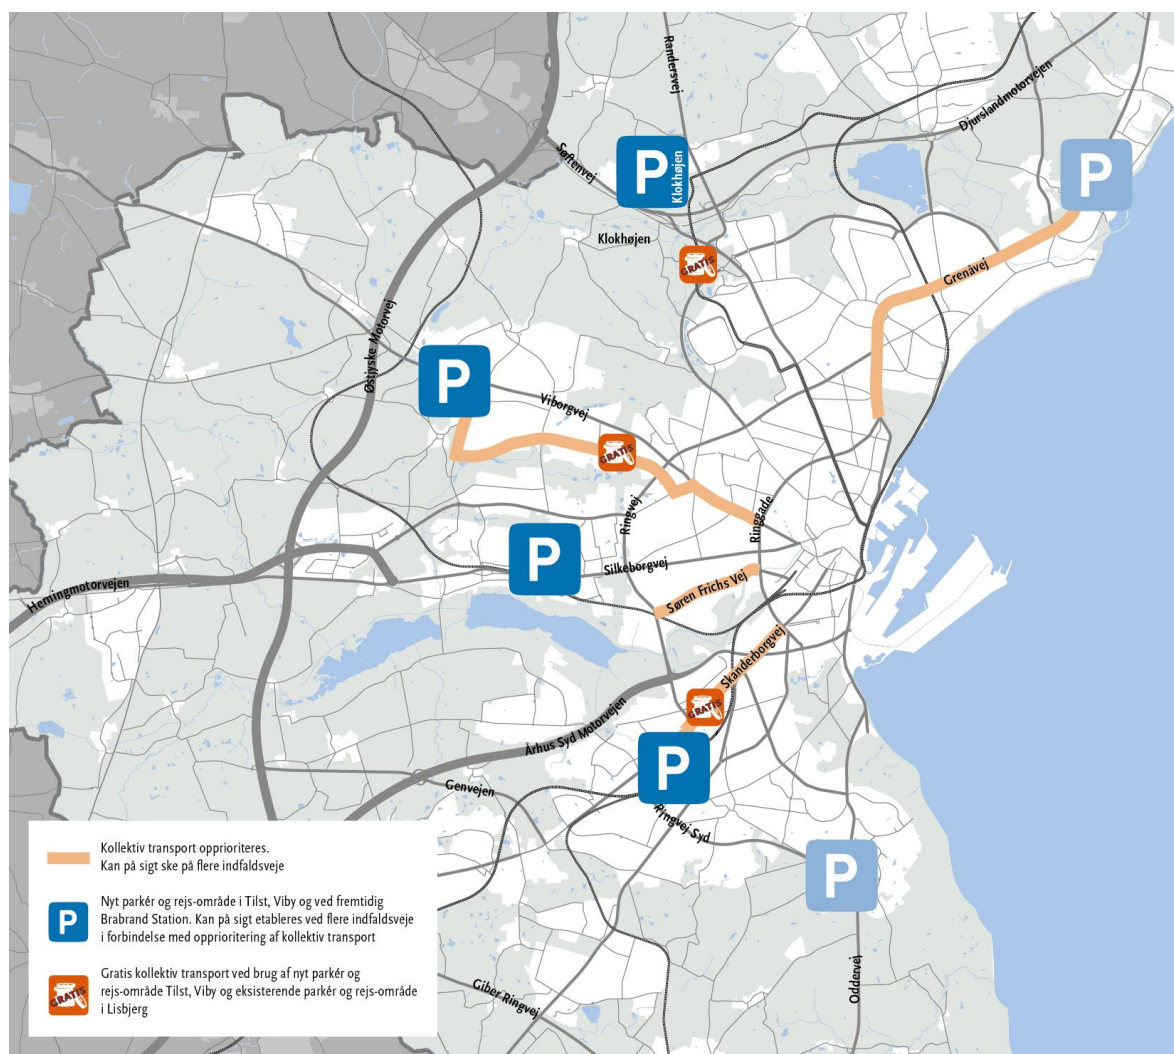 Randersvej
Djurslandmotorvejen
Søftenvej
P
Klokhøjen
P
Klokhøjen
GRATIS
Grenåvej
Østjyske Motorvej
P
Viborgvej
GRATIS
Ringvej
Ringgade
P
Silkeborgvej
Herningmotorvejen
Søren Frichs Vej
Skanderborgvej
GRATIS
Århus Syd Motorvejen
P
Genvejen
Ringvej Syd
P
Oddervej
Giber Ringvej
Kollektiv transport opprioriteres.
Kan på sigt ske på flere indfaldsveje
P
Nyt parkér og rejs-område i Tilst, Viby og ved fremtidig
Brabrand Station. Kan på sigt etableres ved flere indfaldsveje
i forbindelse med opprioritering af kollektiv transport
GRATIS
Gratis kollektiv transport ved brug af nyt parkér og
rejs-område Tilst, Viby og eksisterende parkér og rejs-område
i Lisbjerg